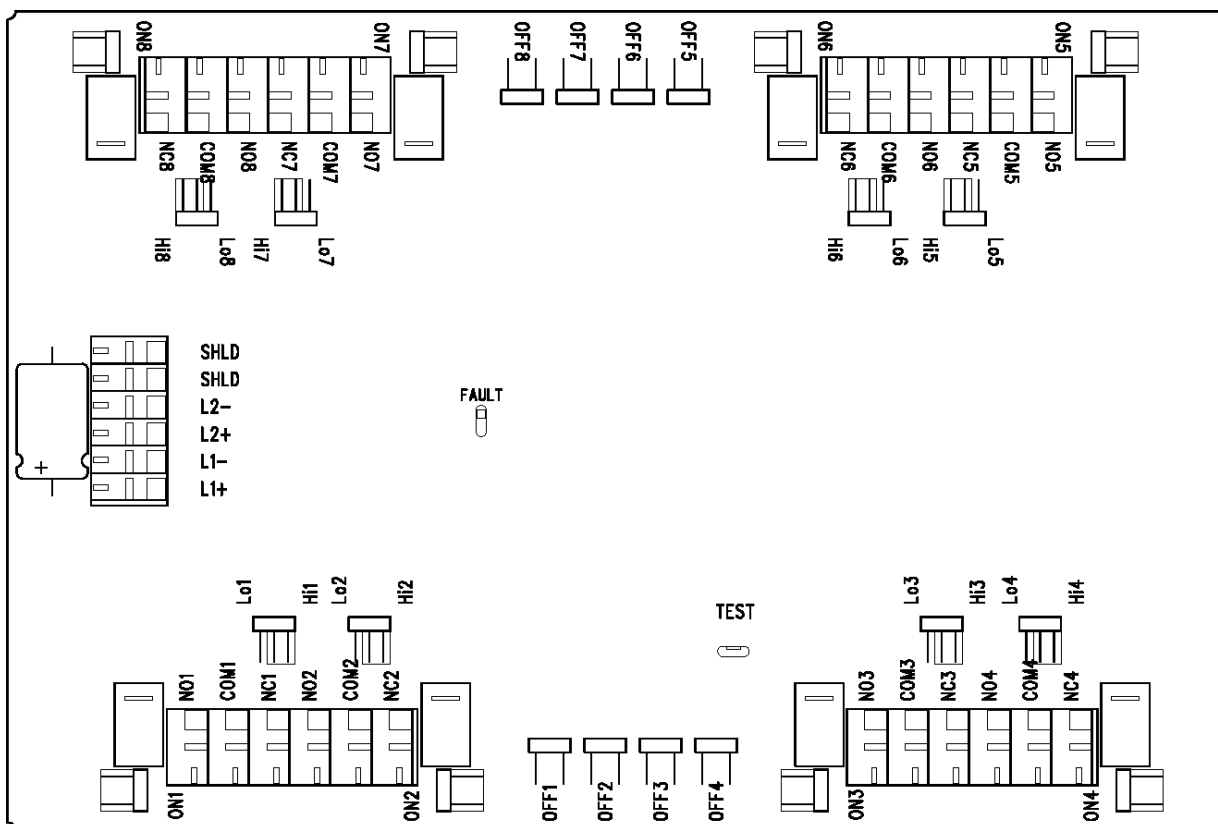 ON8
ON7
OFF8
OFF7
OFF6
OFF5
ON6
ON5
NC8
COM8
NO8
NC7
COM7
NO7
NC6
COM6
NO6
NC5
COM5
NO5
Hi8
Lo8
Hi7
Lo7
Hi6
Lo6
Hi5
Lo5
SHLD
SHLD
L2-
L2+
L1-
L1+
+
FAULT
Lo1
Hi1
Lo2
Hi2
TEST
Lo3
Hi3
Lo4
Hi4
NO1
COM1
NC1
NO2
COM2
NC2
NO3
COM3
NC3
NO4
COM4
NC4
ON1
ON2
OFF1
OFF2
OFF3
OFF4
ON3
ON4